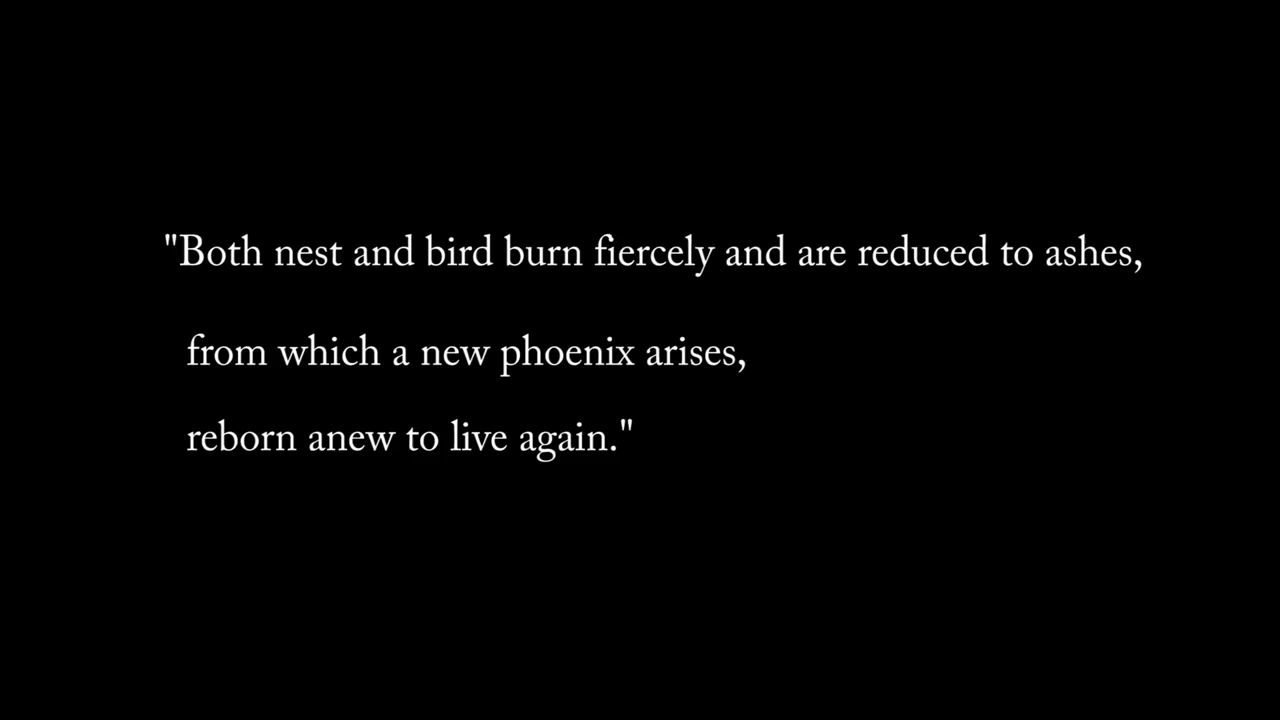 "Both nest and bird burn fiercely and are reduced to ashes,
from which a new phoenix arises,
reborn anew to live again."